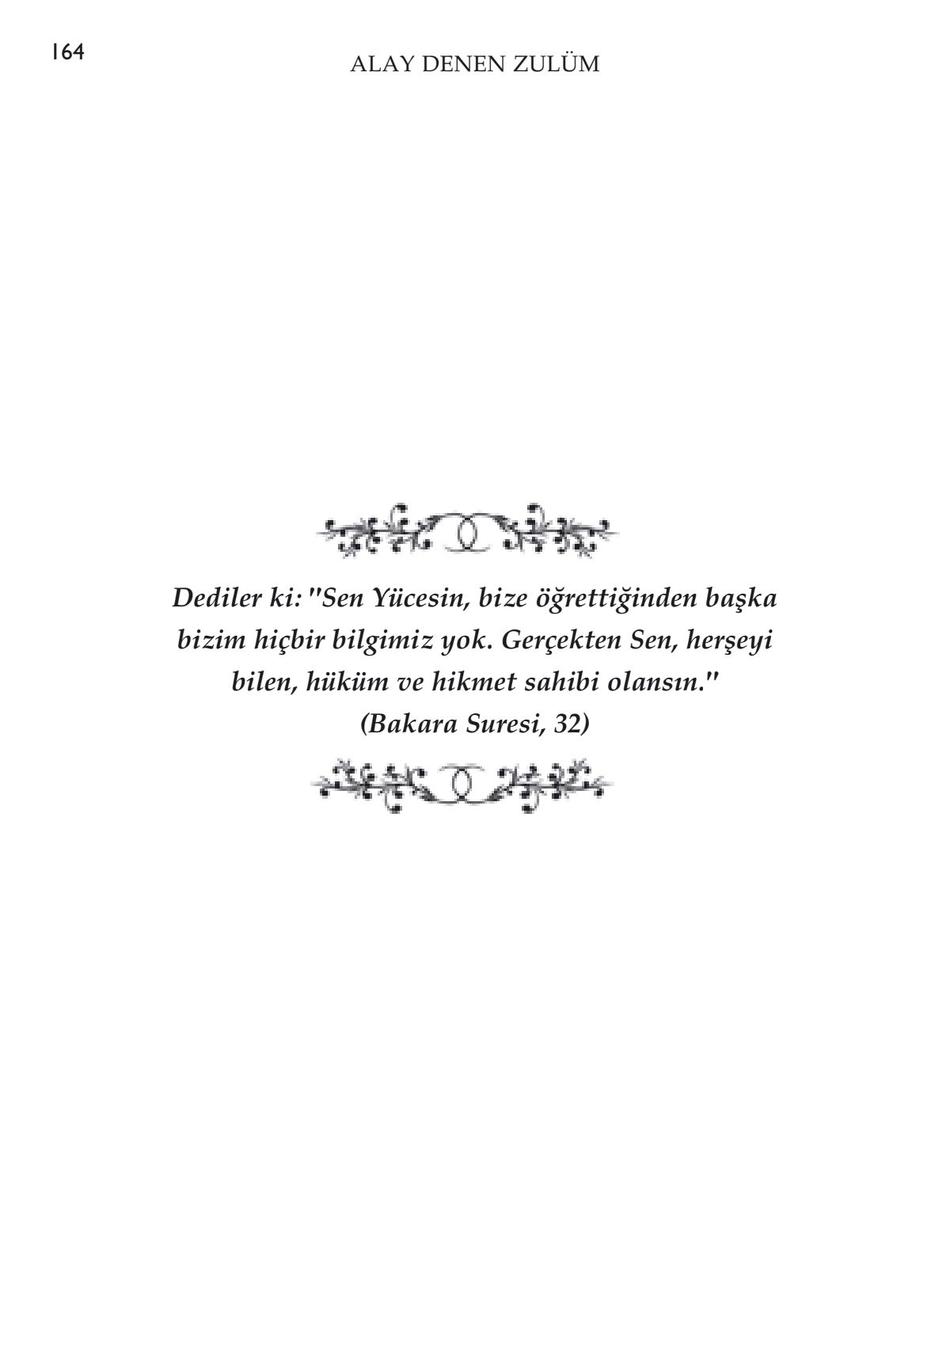 164
ALAY DENEN ZULÜM
Dediler ki: "Sen Yücesin, bize öğrettiğinden başka
bizim hiçbir bilgimiz yok. Gerçekten Sen, herşeyi
bilen, hüküm ve hikmet sahibi olansın."
(Bakara Suresi, 32)